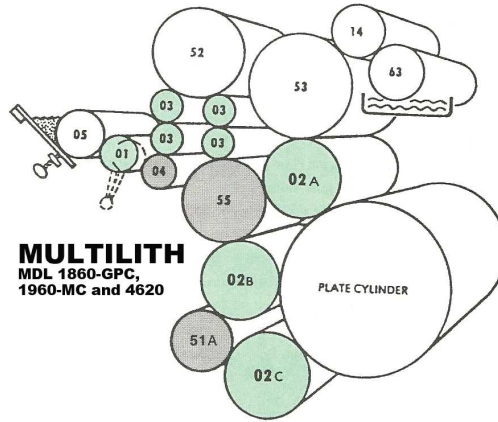 14
52
53
63
03
03
05
03
03
01
04
02 A
55
MULTILITH
MDL 1860-GPC,
1960-MC and 4620
02B
PLATE CYLINDER
51A
02C